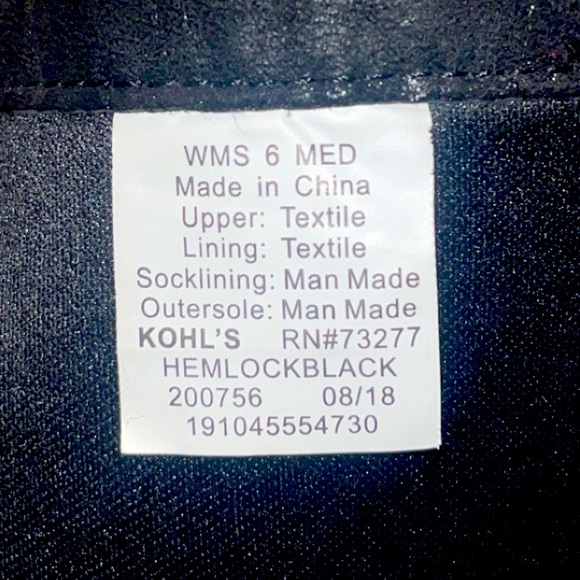 WMS 6 MED
Made in China
Upper: Textile
Lining: Textile
Socklining: Man Made
Outersole: Man Made
KOHL'S RN#73277
HEMLOCKBLACK
200756 08/18
191045554730